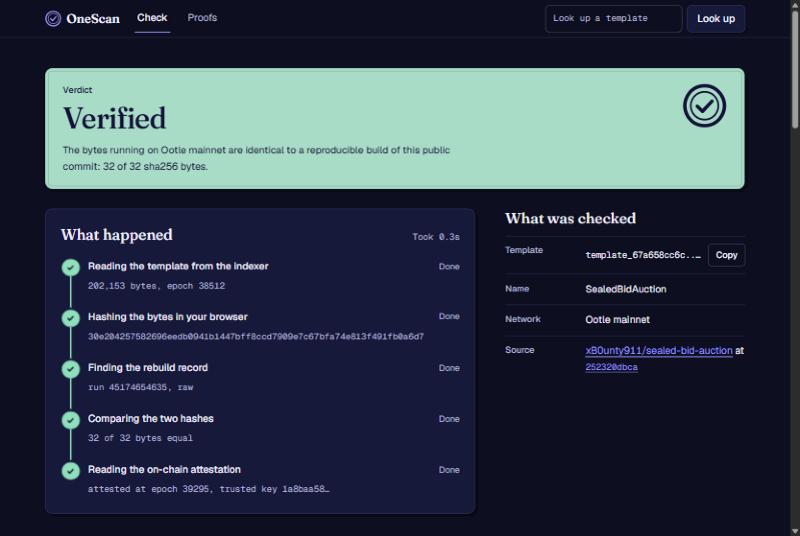 OneScan
Check
Proofs
Look up a template
Look up
Verdict
Verified
The bytes running on Ootle mainnet are identical to a reproducible build of this public
commit: 32 of 32 sha256 bytes.
What happened
Took 0.3s
Reading the template from the indexer
Done
202,153 bytes, epoch 38512
Hashing the bytes in your browser
Done
30e204257582696eedb0941b1447bff8ccd7909e7c67bfa74e813f491fb0a6d7
Finding the rebuild record
Done
run 45174654635, raw
Comparing the two hashes
Done
32 of 32 bytes equal
Reading the on-chain attestation
Done
attested at epoch 39295, trusted key 1a8baa58…
What was checked
Template
template_67a658cc6c..…
Copy
Name
SealedBidAuction
Network
Ootle mainnet
Source
xB0unty911/sealed-bid-auction at
252320dbca